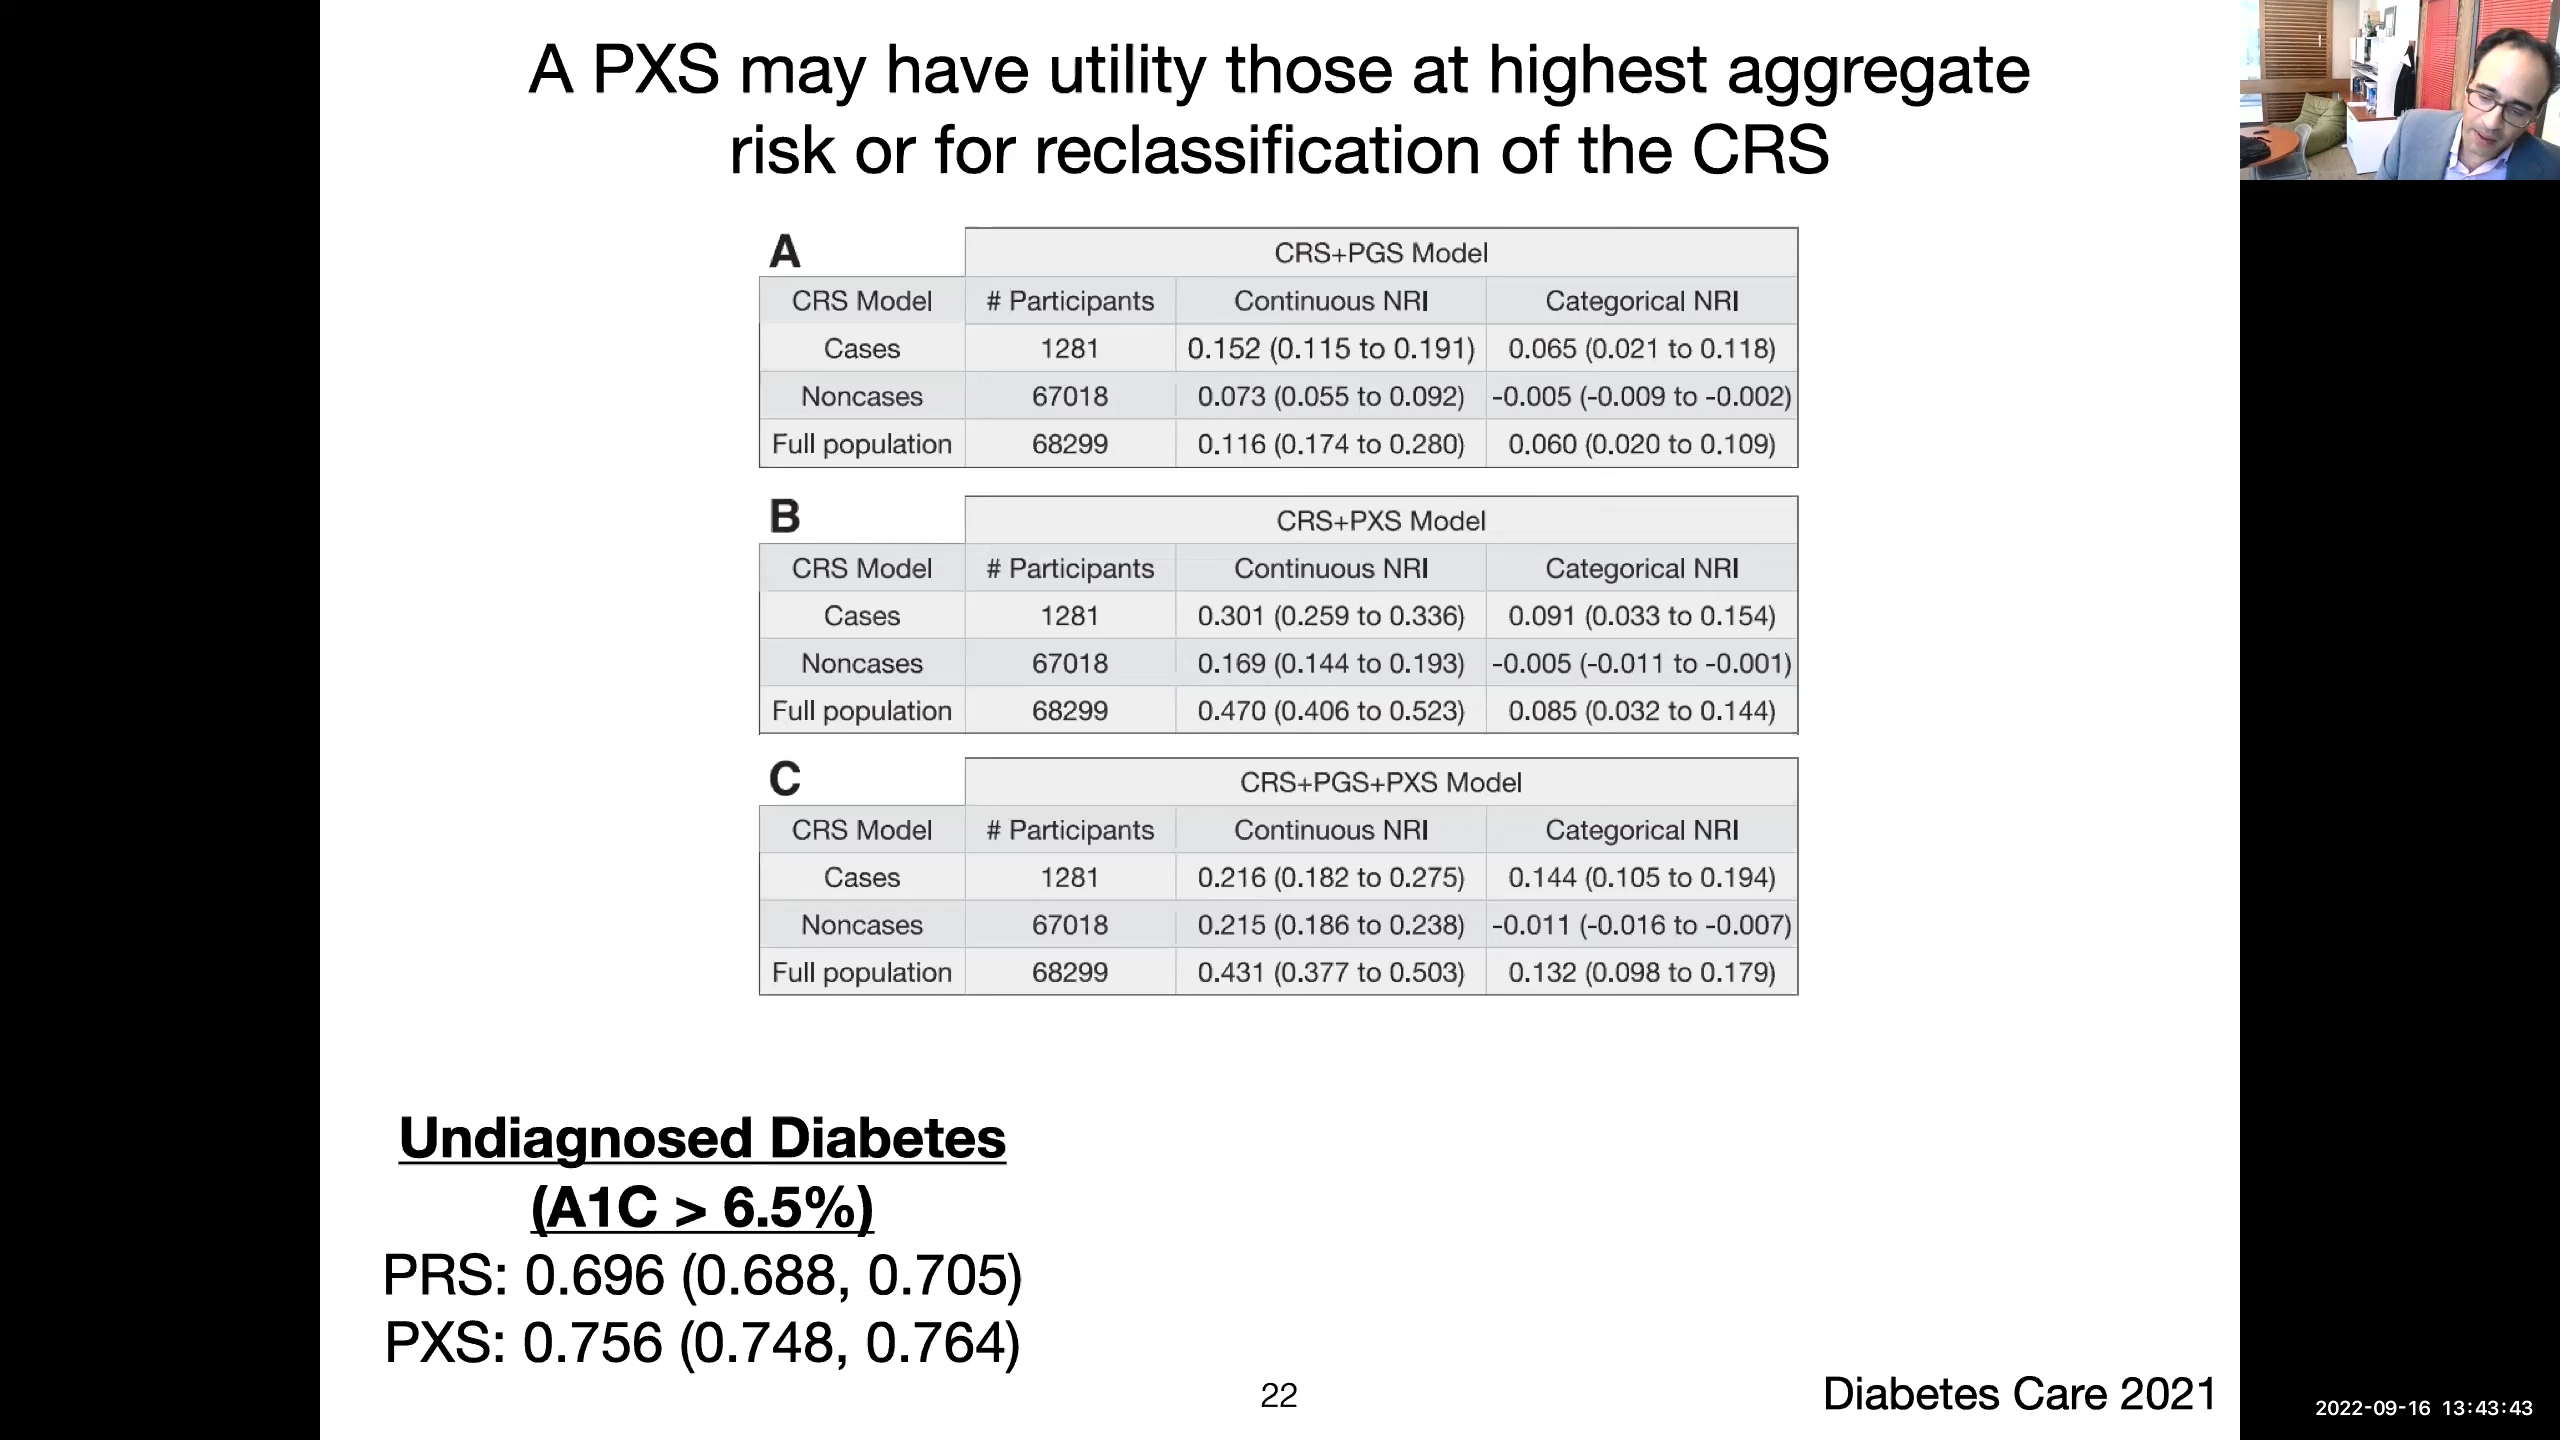 A PXS may have utility those at highest aggregate
risk or for reclassification of the CRS
A
CRS+PGS Model
CRS Model # Participants Continuous NRI Categorical NRI
Cases 1281 0.152 (0.115 to 0.191) 0.065 (0.021 to 0.118)
Noncases 67018 0.073 (0.055 to 0.092) -0.005 (-0.009 to -0.002)
Full population 68299 0.116 (0.174 to 0.280) 0.060 (0.020 to 0.109)
B
CRS+PXS Model
CRS Model # Participants Continuous NRI Categorical NRI
Cases 1281 0.301 (0.259 to 0.336) 0.091 (0.033 to 0.154)
Noncases 67018 0.169 (0.144 to 0.193) -0.005 (-0.011 to -0.001)
Full population 68299 0.470 (0.406 to 0.523) 0.085 (0.032 to 0.144)
C
CRS+PGS+PXS Model
CRS Model # Participants Continuous NRI Categorical NRI
Cases 1281 0.216 (0.182 to 0.275) 0.144 (0.105 to 0.194)
Noncases 67018 0.215 (0.186 to 0.238) -0.011 (-0.016 to -0.007)
Full population 68299 0.431 (0.377 to 0.503) 0.132 (0.098 to 0.179)
Undiagnosed Diabetes
(A1C > 6.5%)
PRS: 0.696 (0.688, 0.705)
PXS: 0.756 (0.748, 0.764)
22
Diabetes Care 2021
2022-09-16 13:43:43